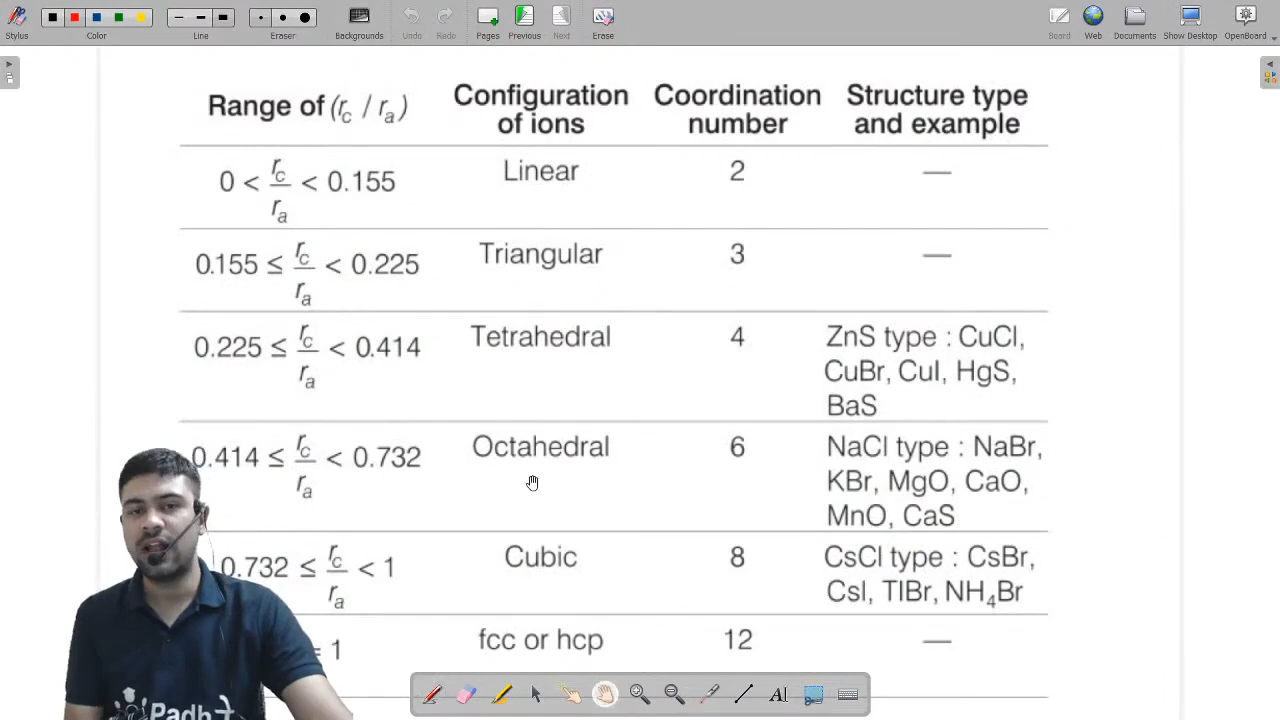 Stylus
Color
Line
Eraser
Backgrounds
Undo
Redo
Pages
Previous
Next
Erase
Board
Web
Documents
Show Desktop
OpenBoard
Range of (rc / ra)
Configuration of ions
Coordination number
Structure type and example
0 < rc/ra < 0.155
Linear
2
—
0.155 ≤ rc/ra < 0.225
Triangular
3
—
0.225 ≤ rc/ra < 0.414
Tetrahedral
4
ZnS type : CuCl,
CuBr, CuI, HgS,
BaS
0.414 ≤ rc/ra < 0.732
Octahedral
6
NaCl type : NaBr,
KBr, MgO, CaO,
MnO, CaS
0.732 ≤ rc/ra < 1
Cubic
8
CsCl type : CsBr,
CsI, TlBr, NH4Br
= 1
fcc or hcp
12
—
AI
Padh